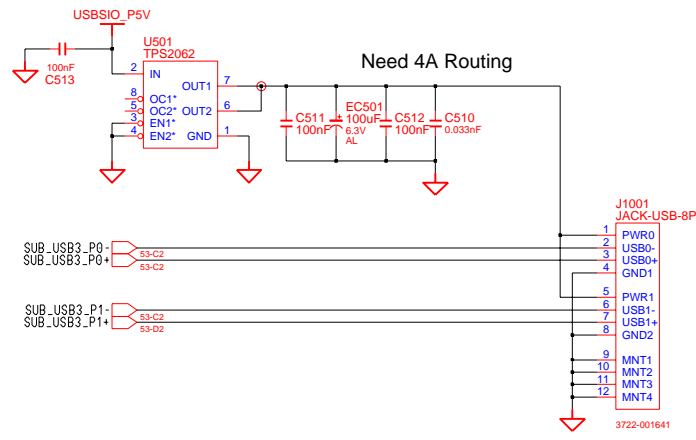 USBSIO_P5V
U501
TPS2062
Need 4A Routing
100nF
C513
2 IN
OUT1 7
8 OC1*
5 OC2* OUT2 6
3 EN1*
4 EN2* GND 1
C511
100nF
EC501
100uF
6.3V
AL
C512
100nF
C510
0.033nF
J1001
JACK-USB-8P
1 PWR0
SUB_USB3_P0- 53-C2 2 USB0-
SUB_USB3_P0+ 53-C2 3 USB0+
4 GND1
5 PWR1
SUB_USB3_P1- 53-C2 6 USB1-
SUB_USB3_P1+ 53-D2 7 USB1+
8 GND2
9 MNT1
10 MNT2
11 MNT3
12 MNT4
3722-001641